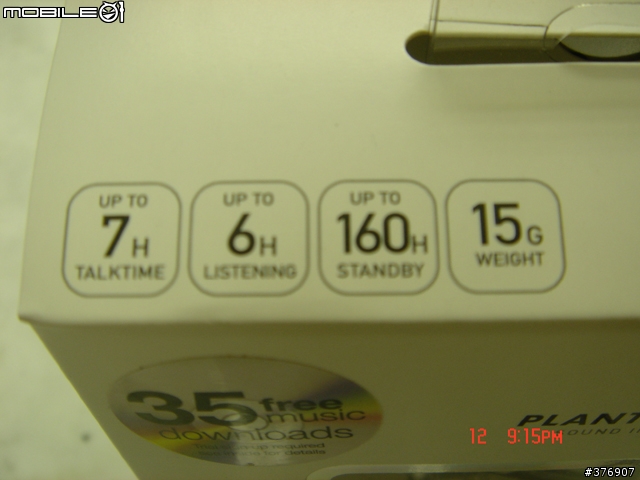 MOBILE01
UP TO
7H
TALKTIME
UP TO
6H
LISTENING
UP TO
160H
STANDBY
15G
WEIGHT
35 free
music
downloads
PLANT
OUND I
12 9:15PM
#376907